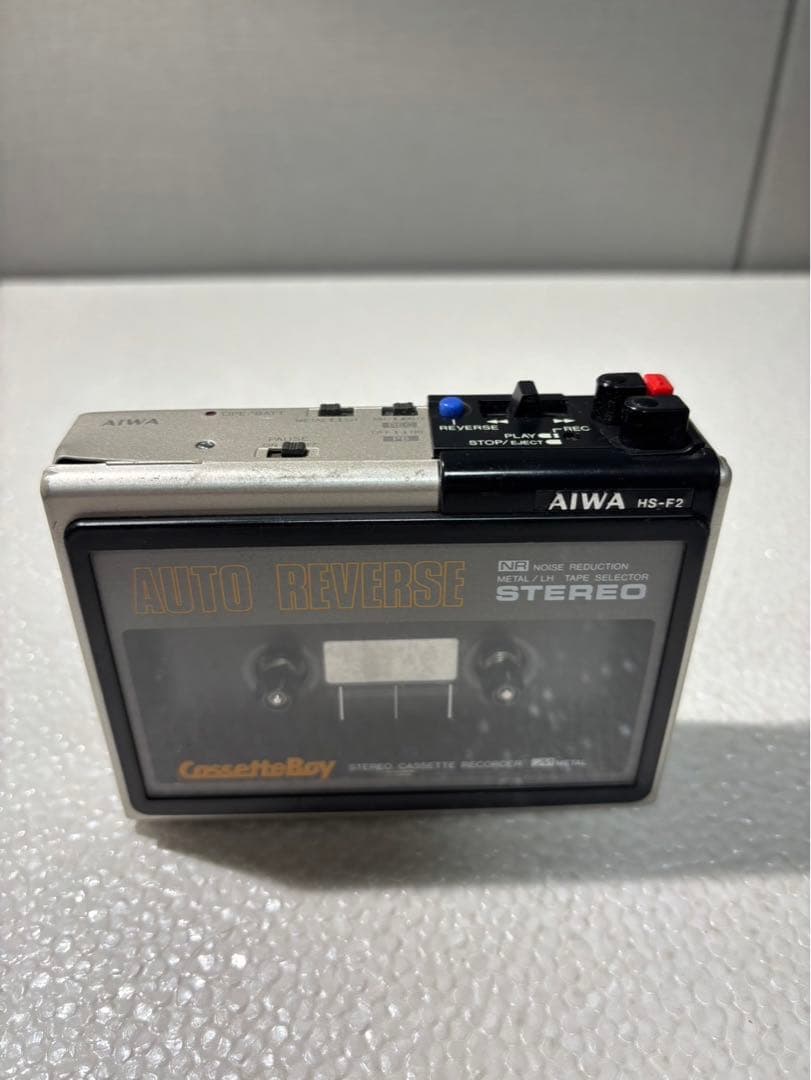 AIWA
OPE/BATT
PAUSE
REVERSE
PLAY
REC
STOP/EJECT
AIWA HS-F2
AUTO REVERSE
NR NOISE REDUCTION
METAL/LH TAPE SELECTOR
STEREO
CassetteBoy
STEREO CASSETTE RECORDER
METAL